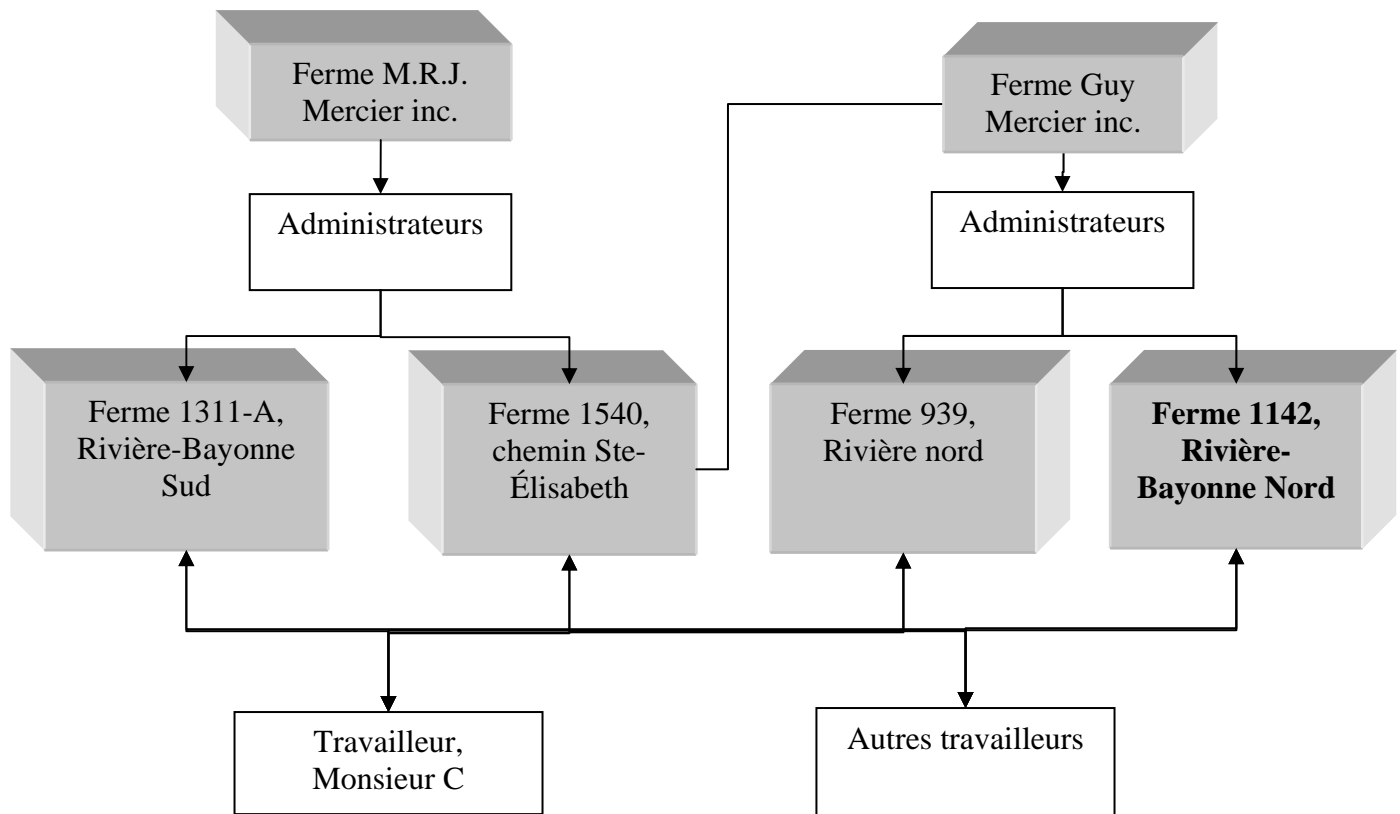 Ferme M.R.J.
Mercier inc.
Ferme Guy
Mercier inc.
Administrateurs
Administrateurs
Ferme 1311-A,
Rivière-Bayonne
Sud
Ferme 1540,
chemin Ste-
Élisabeth
Ferme 939,
Rivière nord
Ferme 1142,
Rivière-
Bayonne Nord
Travailleur,
Monsieur C
Autres travailleurs